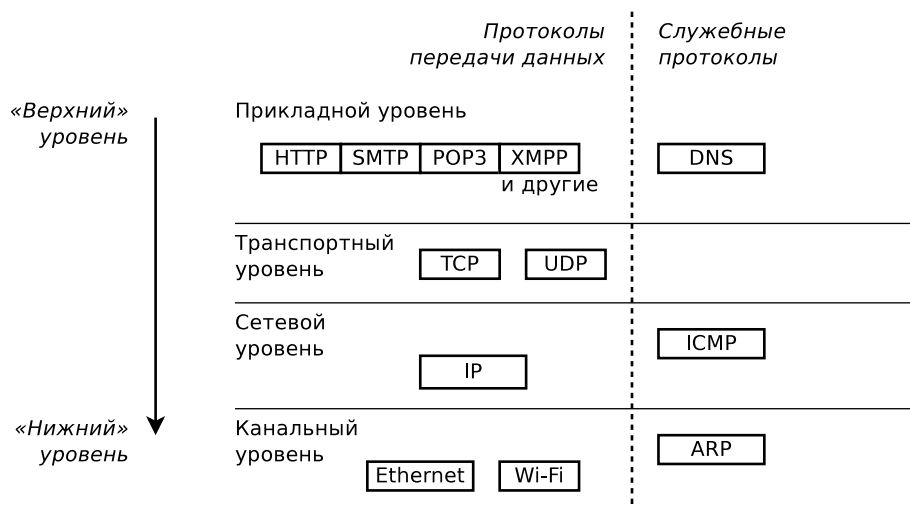 Протоколы
передачи данных
Служебные
протоколы
«Верхний»
уровень
Прикладной уровень
HTTP SMTP POP3 XMPP
и другие
DNS
Транспортный
уровень
TCP UDP
Сетевой
уровень
IP
ICMP
«Нижний»
уровень
Канальный
уровень
Ethernet Wi-Fi
ARP